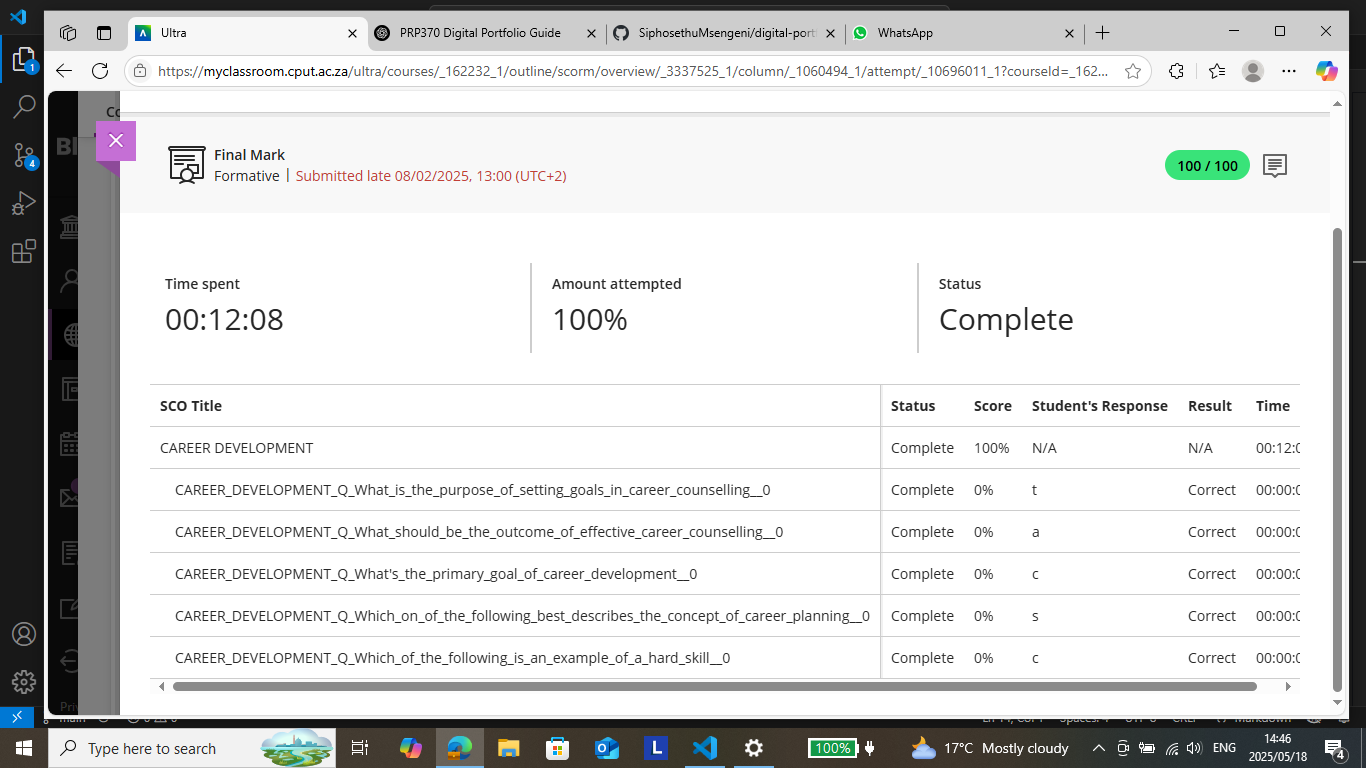 Ultra
PRP370 Digital Portfolio Guide
SiphosethuMsengeni/digital-port
WhatsApp
https://myclassroom.cput.ac.za/ultra/courses/_162232_1/outline/scorm/overview/_3337525_1/column/_1060494_1/attempt/_10696011_1?courseId=_162...
1
4
Final Mark
Formative | Submitted late 08/02/2025, 13:00 (UTC+2)
100 / 100
Time spent
00:12:08
Amount attempted
100%
Status
Complete
SCO Title Status Score Student's Response Result Time
CAREER DEVELOPMENT Complete 100% N/A N/A 00:12:0
CAREER_DEVELOPMENT_Q_What_is_the_purpose_of_setting_goals_in_career_counselling__0 Complete 0% t Correct 00:00:0
CAREER_DEVELOPMENT_Q_What_should_be_the_outcome_of_effective_career_counselling__0 Complete 0% a Correct 00:00:0
CAREER_DEVELOPMENT_Q_What's_the_primary_goal_of_career_development__0 Complete 0% c Correct 00:00:0
CAREER_DEVELOPMENT_Q_Which_on_of_the_following_best_describes_the_concept_of_career_planning__0 Complete 0% s Correct 00:00:0
CAREER_DEVELOPMENT_Q_Which_of_the_following_is_an_example_of_a_hard_skill__0 Complete 0% c Correct 00:00:0
Type here to search
100%
17°C Mostly cloudy
ENG
14:46
2025/05/18
4